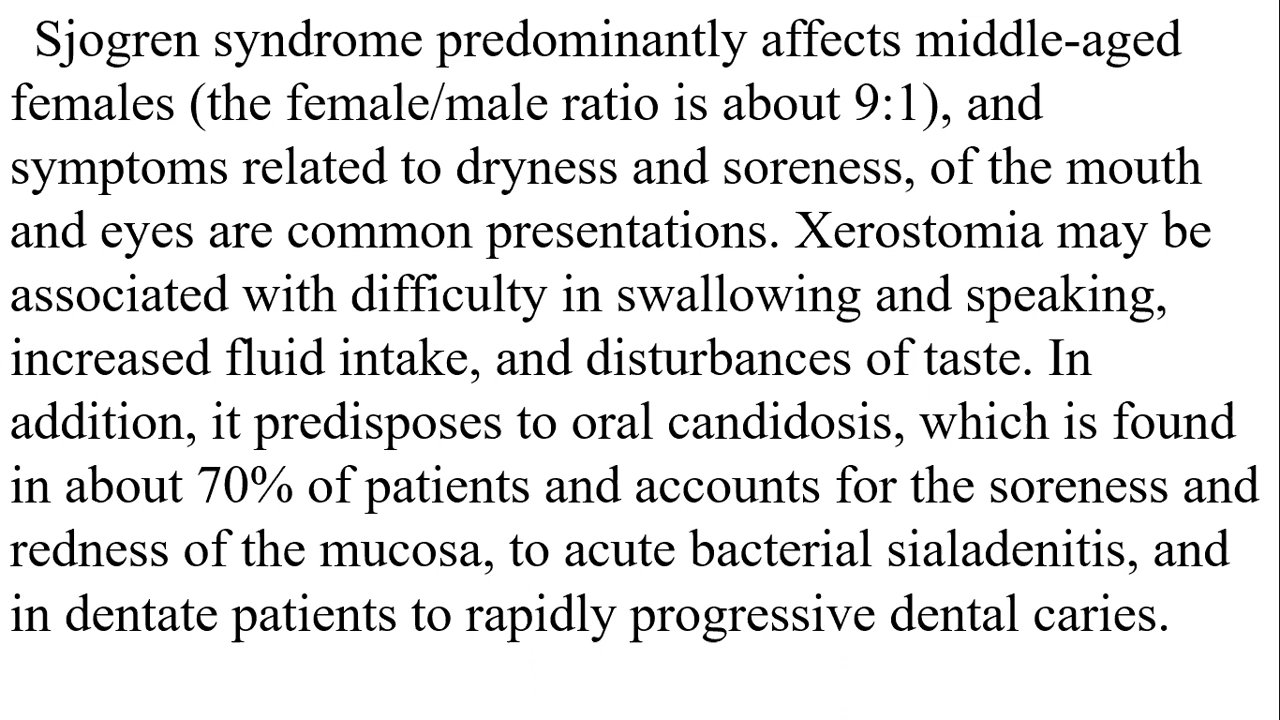 Sjogren syndrome predominantly affects middle-aged
females (the female/male ratio is about 9:1), and
symptoms related to dryness and soreness, of the mouth
and eyes are common presentations. Xerostomia may be
associated with difficulty in swallowing and speaking,
increased fluid intake, and disturbances of taste. In
addition, it predisposes to oral candidosis, which is found
in about 70% of patients and accounts for the soreness and
redness of the mucosa, to acute bacterial sialadenitis, and
in dentate patients to rapidly progressive dental caries.